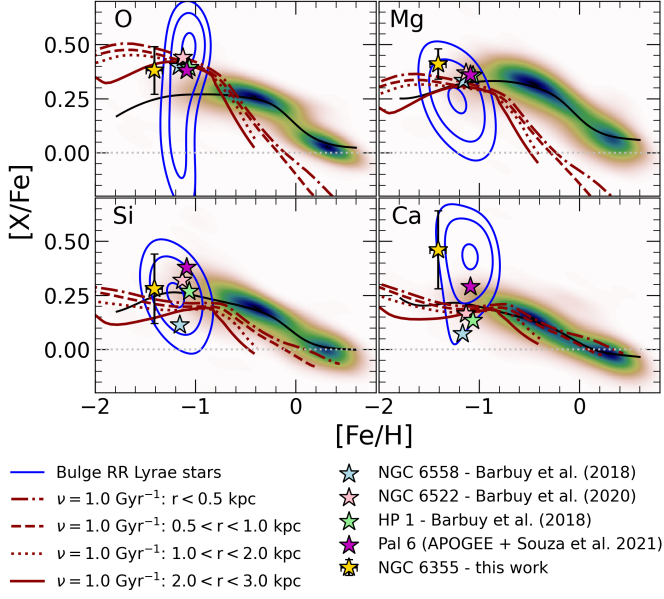 O
Mg
0.50
0.25
0.00
[X/Fe]
Si
Ca
0.50
0.25
0.00
−2 −1 0 −2 −1 0
[Fe/H]
Bulge RR Lyrae stars
ν = 1.0 Gyr⁻¹: r < 0.5 kpc
ν = 1.0 Gyr⁻¹: 0.5 < r < 1.0 kpc
ν = 1.0 Gyr⁻¹: 1.0 < r < 2.0 kpc
ν = 1.0 Gyr⁻¹: 2.0 < r < 3.0 kpc
NGC 6558 - Barbuy et al. (2018)
NGC 6522 - Barbuy et al. (2020)
HP 1 - Barbuy et al. (2018)
Pal 6 (APOGEE + Souza et al. 2021)
NGC 6355 - this work